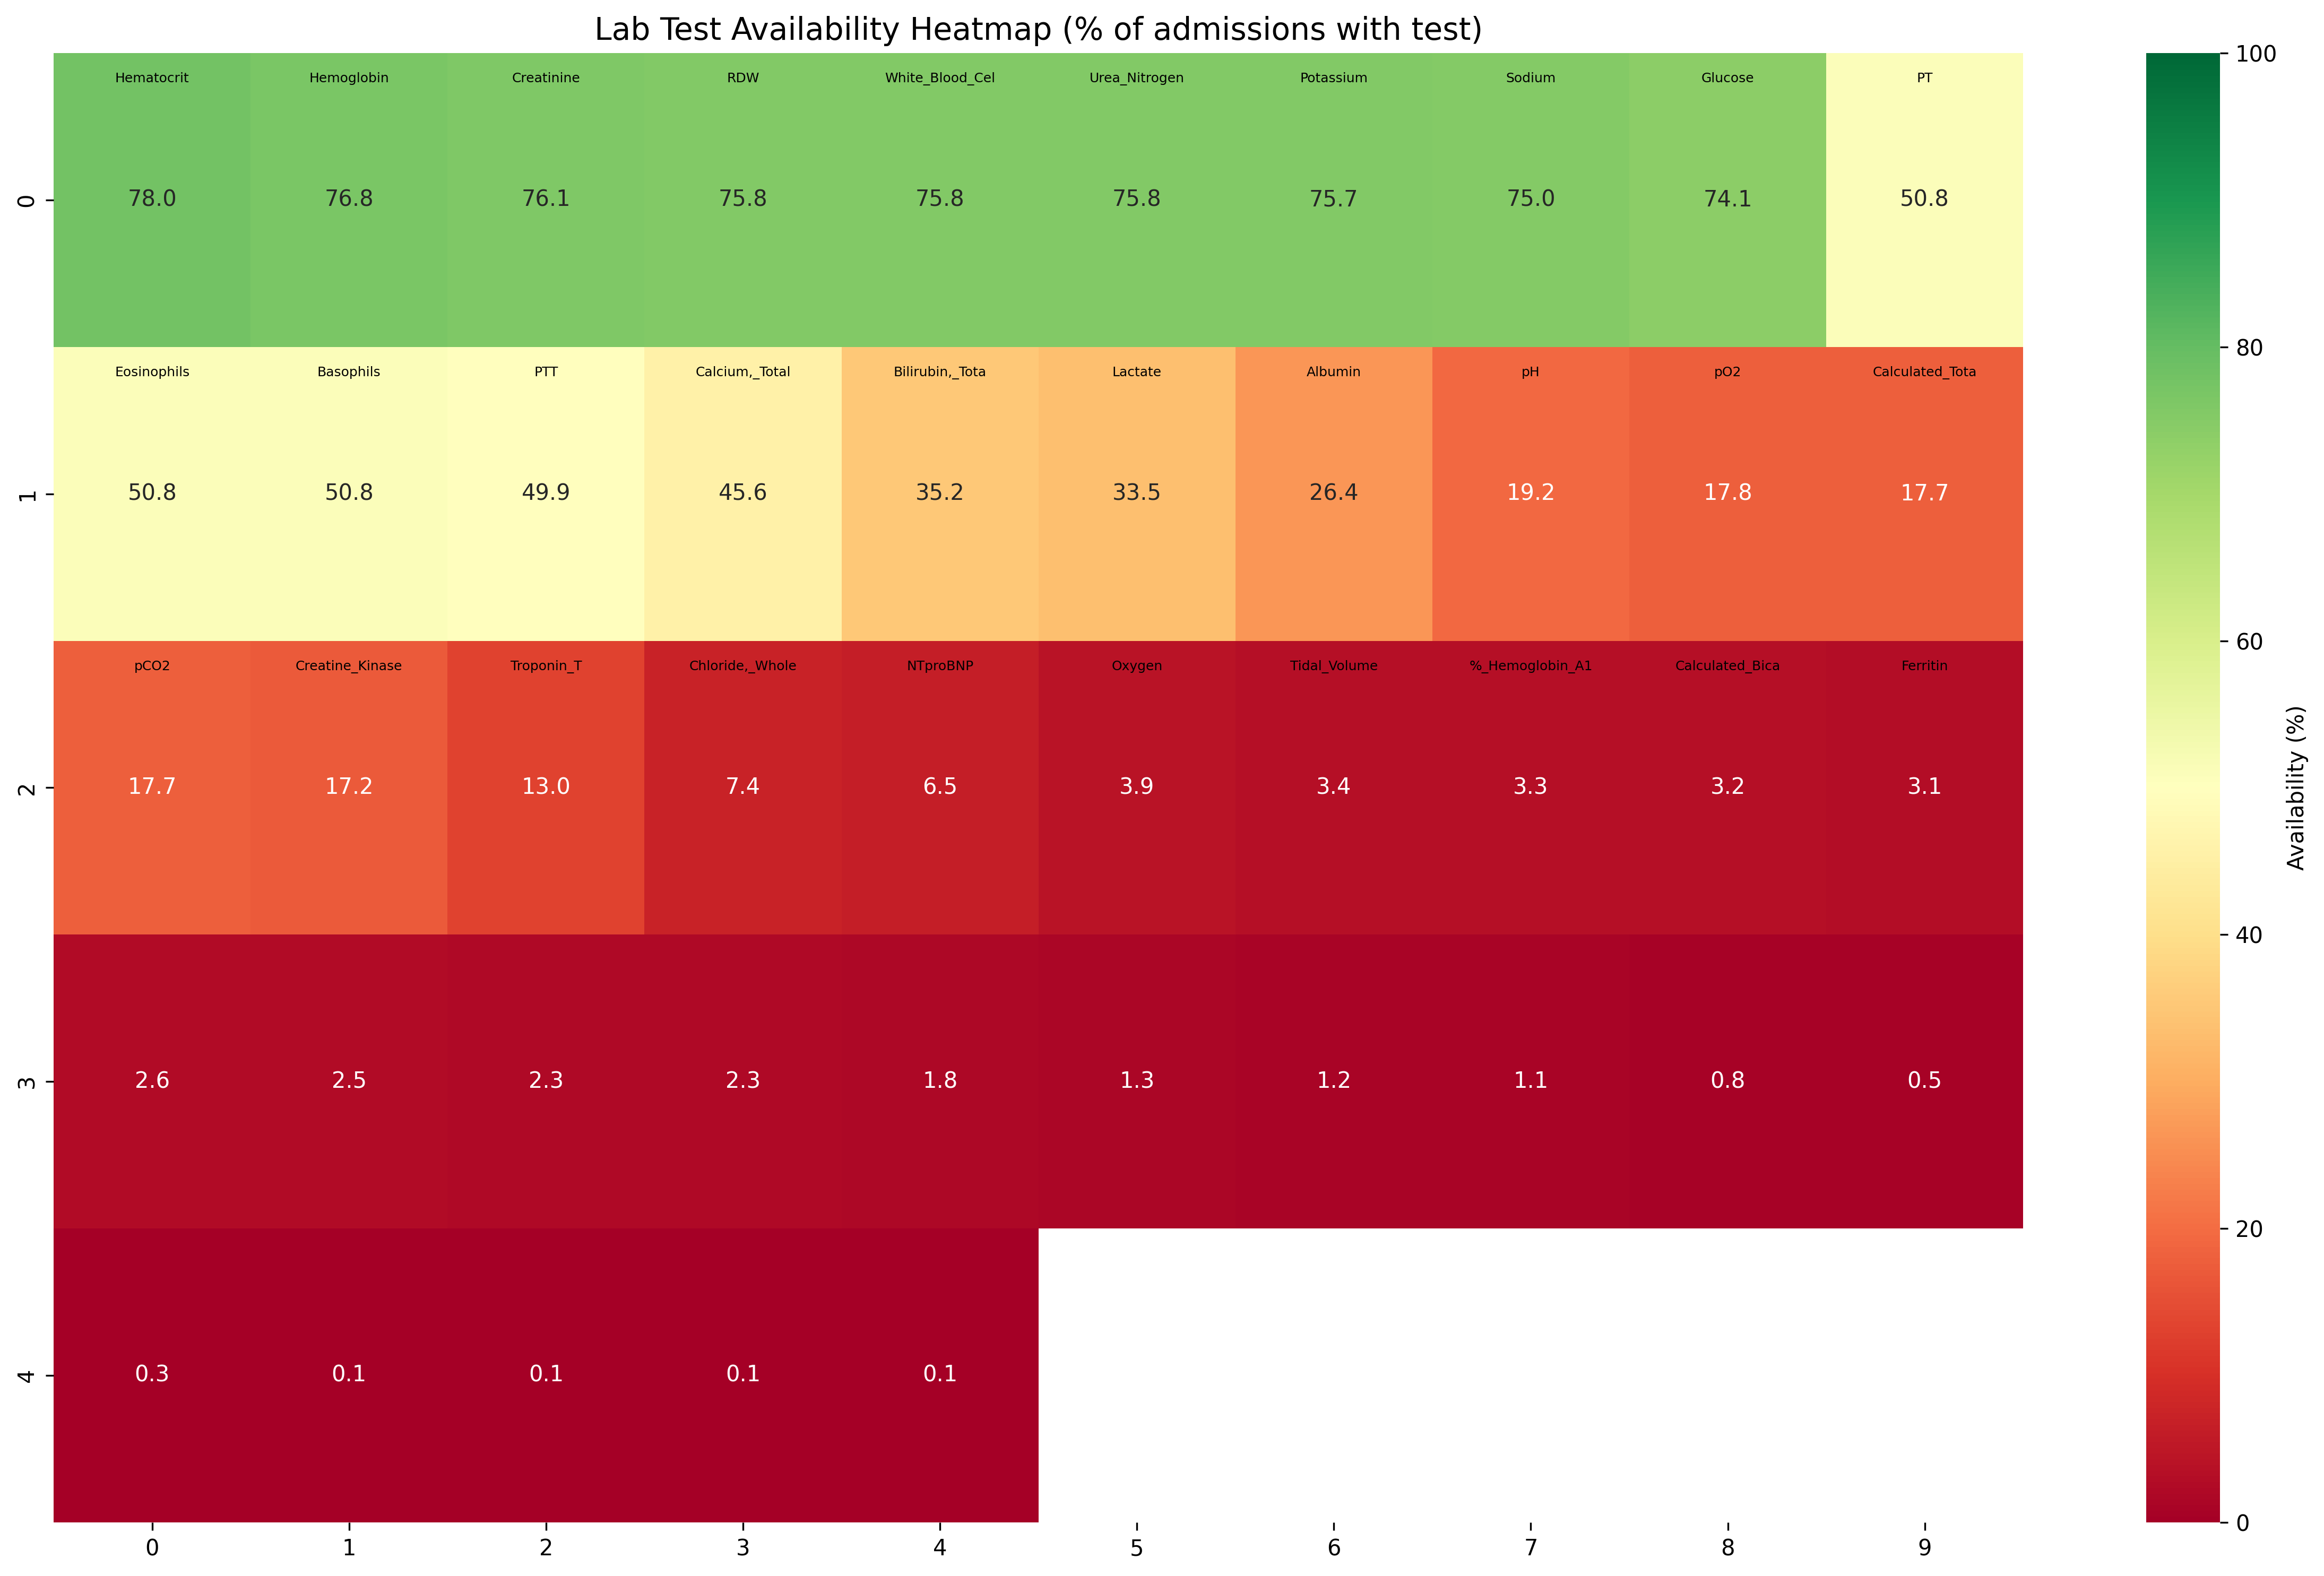 Lab Test Availability Heatmap (% of admissions with test)
Hematocrit Hemoglobin Creatinine RDW White_Blood_Cel Urea_Nitrogen Potassium Sodium Glucose PT
0 78.0 76.8 76.1 75.8 75.8 75.8 75.7 75.0 74.1 50.8
Eosinophils Basophils PTT Calcium,_Total Bilirubin,_Tota Lactate Albumin pH pO2 Calculated_Tota
1 50.8 50.8 49.9 45.6 35.2 33.5 26.4 19.2 17.8 17.7
pCO2 Creatine_Kinase Troponin_T Chloride,_Whole NTproBNP Oxygen Tidal_Volume %_Hemoglobin_A1 Calculated_Bica Ferritin
2 17.7 17.2 13.0 7.4 6.5 3.9 3.4 3.3 3.2 3.1
3 2.6 2.5 2.3 2.3 1.8 1.3 1.2 1.1 0.8 0.5
4 0.3 0.1 0.1 0.1 0.1
0 1 2 3 4 5 6 7 8 9
100
80
60
40
20
0
Availability (%)